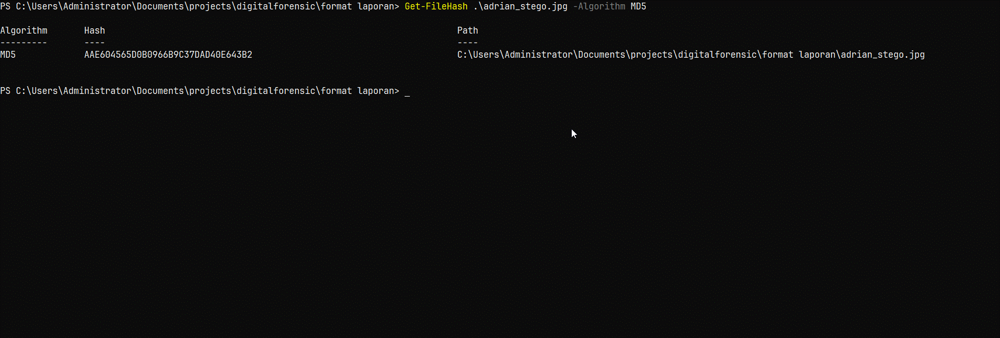 PS C:\Users\Administrator\Documents\projects\digitalforensic\format laporan> Get-FileHash .\adrian_stego.jpg -Algorithm MD5
Algorithm Hash Path
--------- ---- ----
MD5 AAE604565D0B0966B9C37DAD40E643B2 C:\Users\Administrator\Documents\projects\digitalforensic\format laporan\adrian_stego.jpg
PS C:\Users\Administrator\Documents\projects\digitalforensic\format laporan> _